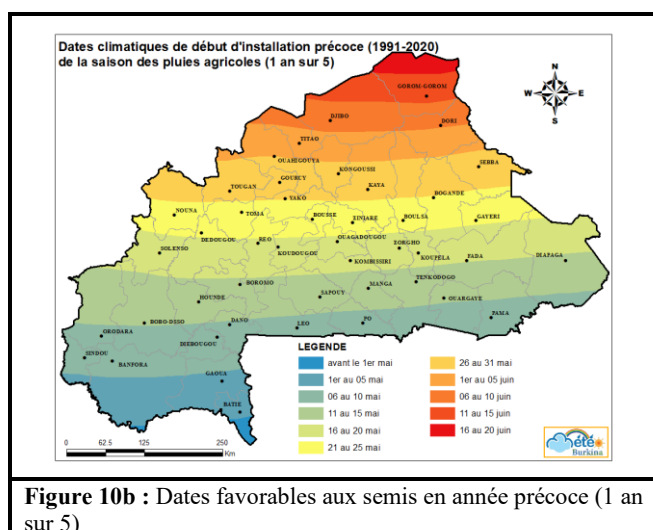 Dates climatiques de début d'installation précoce (1991-2020)
de la saison des pluies agricoles (1 an sur 5)
N
W E
S
GOROM-GOROM
DJIBO
DORI
TITAO
OUAHIGOUYA
KONGOUSSI
SEBBA
GOURCY
TOUGAN
KAYA
YAKO
BOGANDE
NOUNA
TOMA
BOUSSE
ZINIARE
BOULSA
GAYERI
DEDOUGOU
REO
OUAGADOUGOU
ZORGHO
SOLENSO
KOUDOUGOU
KOMBISSIRI
KOUPELA
FADA
DIAPAGA
BOROMO
TENKODOGO
MANGA
HOUNDE
SAPOUY
OUARGAYE
BOBO-DSSO
DANO
LEO
PO
PAMA
ORODARA
DIEBOUGOU
SINDOU
BANFORA
GAOUA
BATIE
LEGENDE
avant le 1er mai
1er au 05 mai
06 au 10 mai
11 au 15 mai
16 au 20 mai
21 au 25 mai
26 au 31 mai
1er au 05 juin
06 au 10 juin
11 au 15 juin
16 au 20 juin
0 62.5 125 250
Km
Météo
Burkina
Figure 10b : Dates favorables aux semis en année précoce (1 an
sur 5)